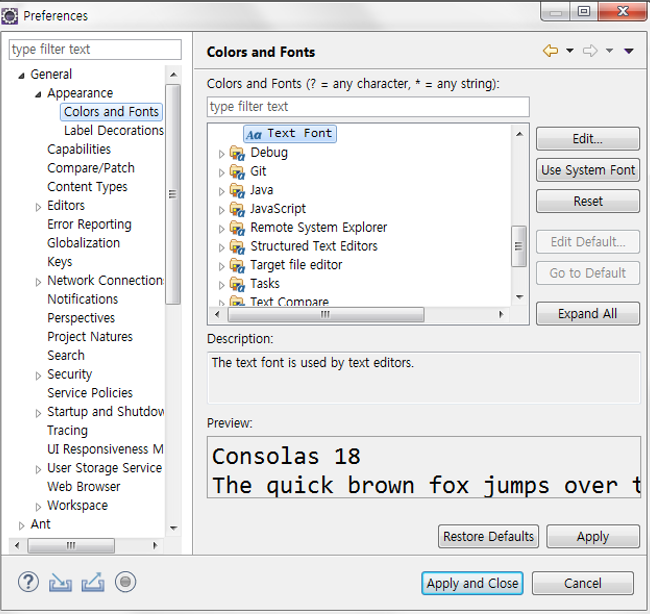 Preferences
type filter text
General
Appearance
Colors and Fonts
Label Decorations
Capabilities
Compare/Patch
Content Types
Editors
Error Reporting
Globalization
Keys
Network Connection
Notifications
Perspectives
Project Natures
Search
Security
Service Policies
Startup and Shutdow
Tracing
UI Responsiveness M
User Storage Service
Web Browser
Workspace
Ant
Colors and Fonts
Colors and Fonts (? = any character, * = any string):
type filter text
Aa Text Font
Debug
Git
Java
JavaScript
Remote System Explorer
Structured Text Editors
Target file editor
Tasks
Text Compare
Edit...
Use System Font
Reset
Edit Default...
Go to Default
Expand All
Description:
The text font is used by text editors.
Preview:
Consolas 18
The quick brown fox jumps over t
Restore Defaults
Apply
Apply and Close
Cancel